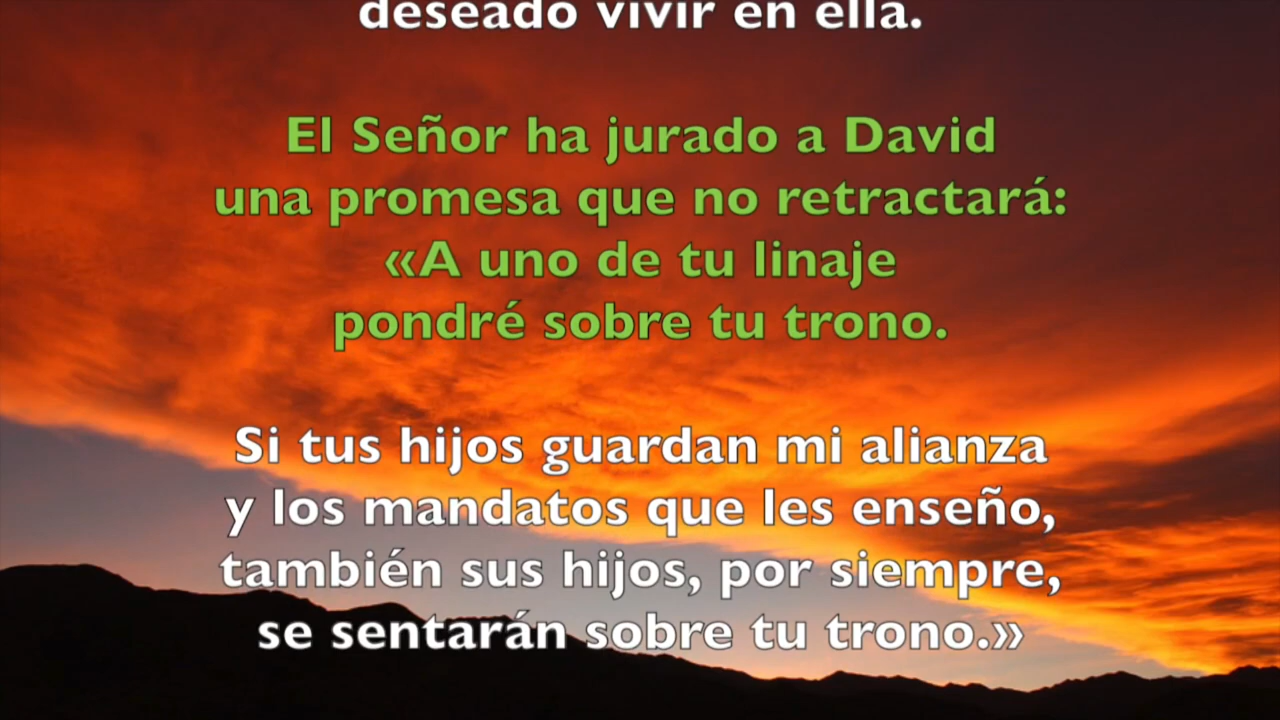 deseado vivir en ella.
El Señor ha jurado a David
una promesa que no retractará:
«A uno de tu linaje
pondré sobre tu trono.
Si tus hijos guardan mi alianza
y los mandatos que les enseño,
también sus hijos, por siempre,
se sentarán sobre tu trono.»